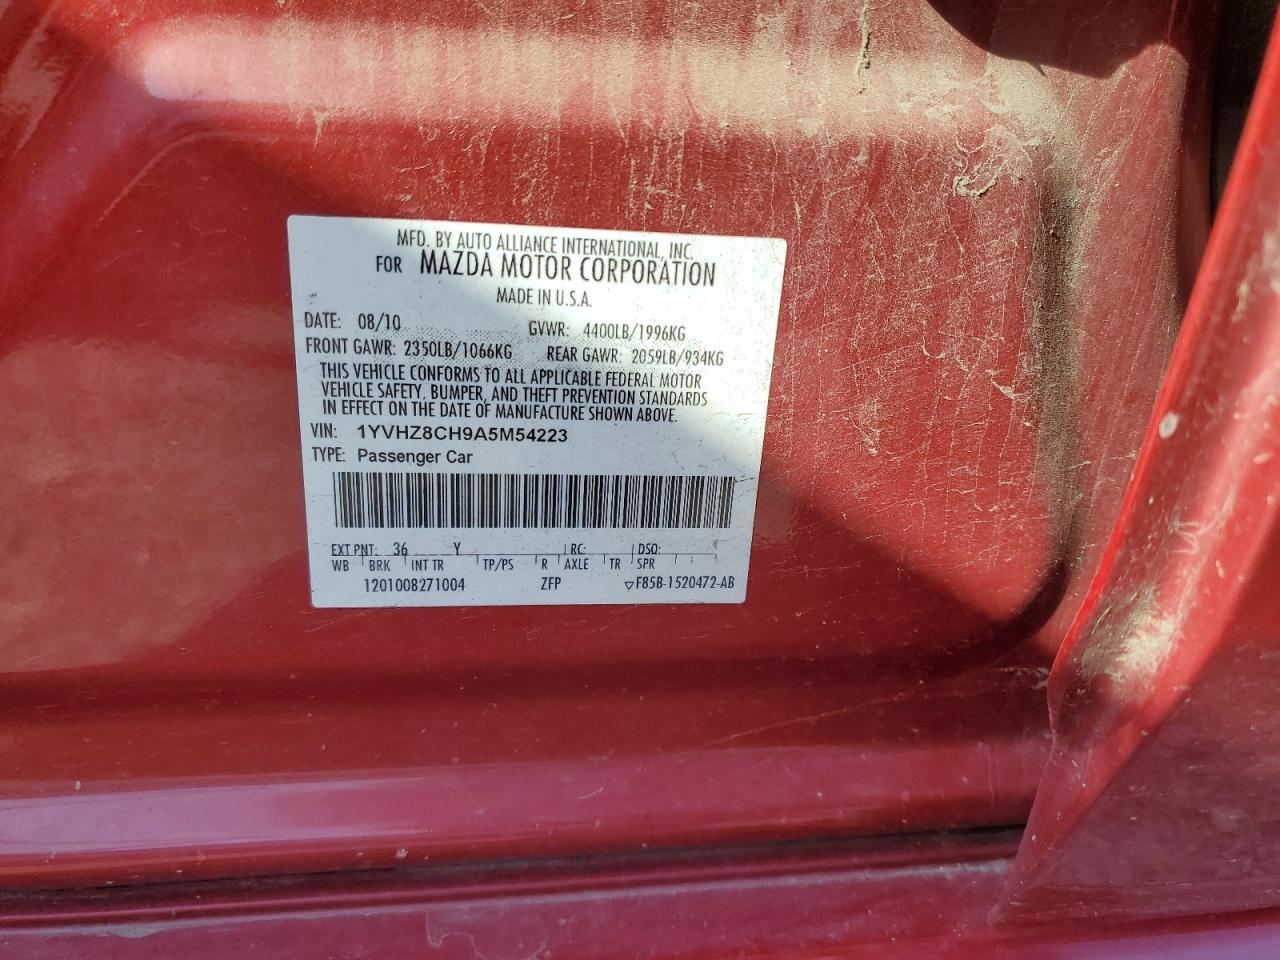 MFD. BY AUTO ALLIANCE INTERNATIONAL, INC.
FOR MAZDA MOTOR CORPORATION
MADE IN U.S.A.
DATE: 08/10 GVWR: 4400LB/1996KG
FRONT GAWR: 2350LB/1066KG REAR GAWR: 2059LB/934KG
THIS VEHICLE CONFORMS TO ALL APPLICABLE FEDERAL MOTOR
VEHICLE SAFETY, BUMPER, AND THEFT PREVENTION STANDARDS
IN EFFECT ON THE DATE OF MANUFACTURE SHOWN ABOVE.
VIN: 1YVHZ8CH9A5M54223
TYPE: Passenger Car
EXT PNT: 36 Y RC: DSO:
WB BRK INT TR TP/PS R AXLE TR SPR
1201008271004 ZFP ▽F85B-1520472-AB